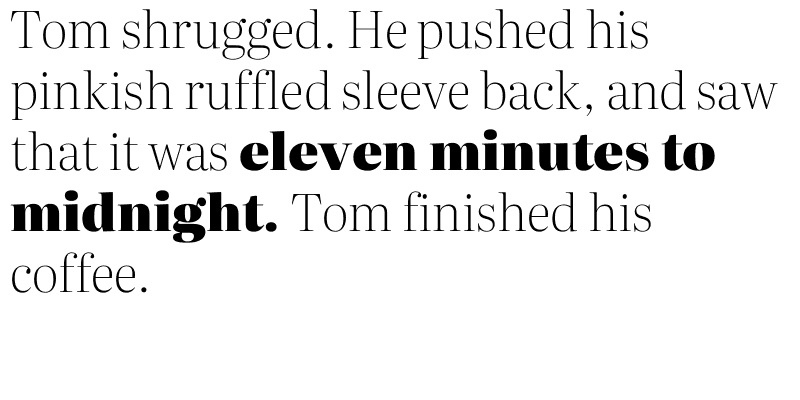 Tom shrugged. He pushed his
pinkish ruffled sleeve back, and saw
that it was eleven minutes to
midnight. Tom finished his
coffee.